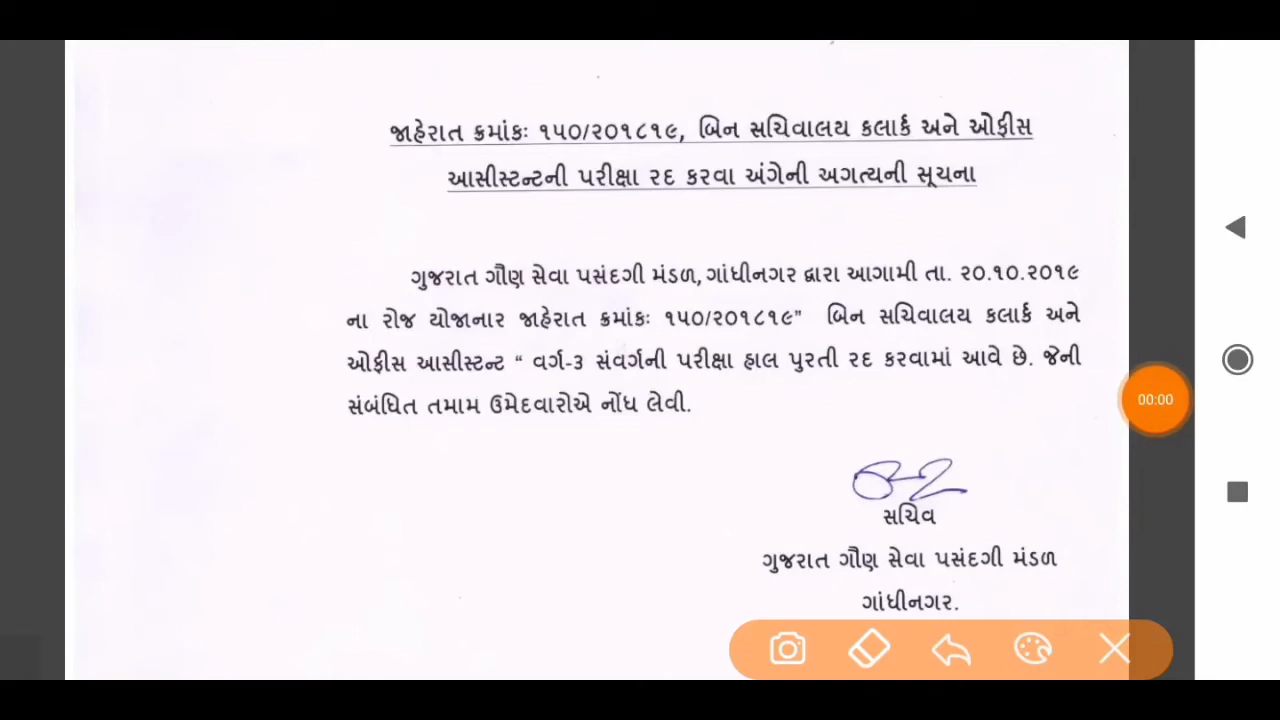 જાહેરાત ક્રમાંકઃ ૧૫૦/૨૦૧૮૧૯, બિન સચિવાલય કલાર્ક અને ઓફીસ
આસીસ્ટન્ટની પરીક્ષા રદ કરવા અંગેની અગત્યની સૂચના
ગુજરાત ગૌણ સેવા પસંદગી મંડળ, ગાંધીનગર દ્વારા આગામી તા. ૨૦.૧૦.૨૦૧૯
ના રોજ યોજાનાર જાહેરાત ક્રમાંકઃ ૧૫૦/૨૦૧૮૧૯" બિન સચિવાલય કલાર્ક અને
ઓફીસ આસીસ્ટન્ટ “ વર્ગ-૩ સંવર્ગની પરીક્ષા હાલ પુરતી રદ કરવામાં આવે છે. જેની
સંબંધિત તમામ ઉમેદવારોએ નોંધ લેવી.
00:00
સચિવ
ગુજરાત ગૌણ સેવા પસંદગી મંડળ
ગાંધીનગર.